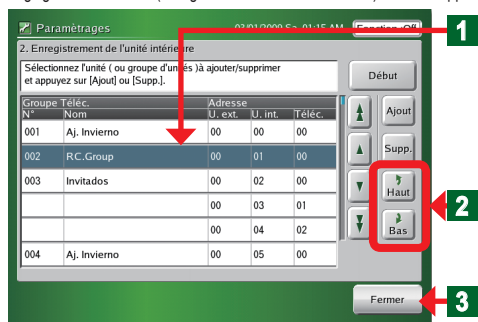 Paramètrages 03/01/2009 Sa 01:15 AM Fonction :Off
1
2. Enregistrement de l'unité intérieure
Sélectionnez l'unité ( ou groupe d'unités )à ajouter/supprimer
et appuyez sur [Ajout] ou [Supp.].
Début
Groupe Téléc. Adresse
N° Nom U. ext. U. int. Téléc.
Ajout
001 Aj. Invierno 00 00 00
002 RC.Group 00 01 00
Supp.
003 Invitados 00 02 00
Haut
00 03 01
2
00 04 02
Bas
004 Aj. Invierno 00 05 00
Fermer
3